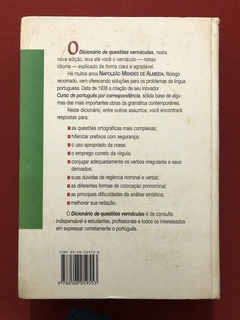 O Dicionário de questões vernáculas, nesta
nova edição, leva até você o vernáculo — nosso
idioma — explicado de forma clara e agradável.
Há muitos anos NAPOLEÃO MENDES DE ALMEIDA, filólogo
renomado, vem oferecendo soluções para os problemas da língua
portuguesa. Data de 1938 a criação de seu inovador
Curso de português por correspondência, sólida base de algu-
mas das mais importantes obras da gramática contemporânea.
Neste dicionário, entre outros assuntos, você encontrará
respostas para:
■ as questões ortográficas mais complexas;
■ hifenizar prefixos com segurança;
■ o uso apropriado da crase;
■ o emprego correto da vírgula;
■ conjugar adequadamente os verbos irregulares e seus
derivados;
■ suas dúvidas de regência nominal e verbal;
■ as diferentes formas de colocação pronominal;
■ as principais dificuldades da análise sintática;
■ melhorar sua redação.
O Dicionário de questões vernáculas é de consulta
indispensável a estudantes, profissionais e todos os interessados
em expressar corretamente o português.
9788508059553